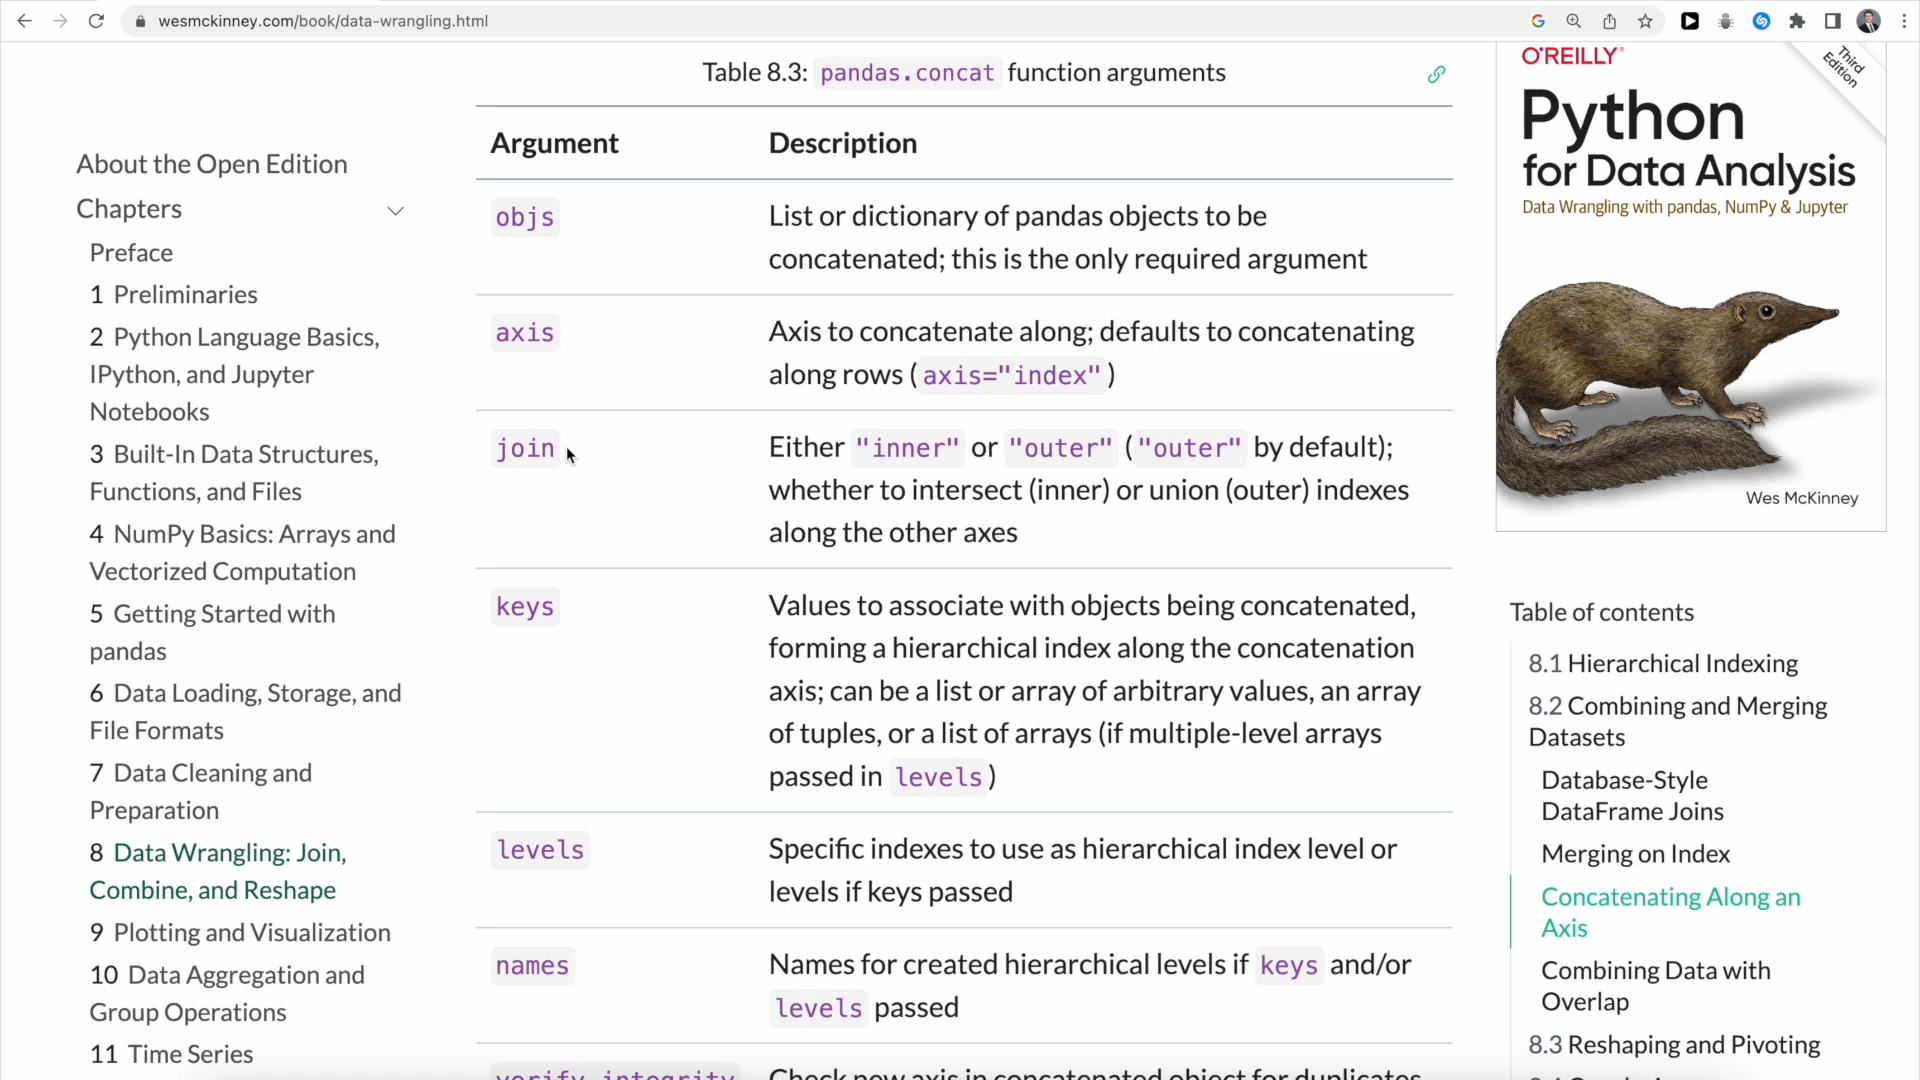 wesmckinney.com/book/data-wrangling.html
About the Open Edition
Chapters
Preface
1 Preliminaries
2 Python Language Basics,
IPython, and Jupyter
Notebooks
3 Built-In Data Structures,
Functions, and Files
4 NumPy Basics: Arrays and
Vectorized Computation
5 Getting Started with
pandas
6 Data Loading, Storage, and
File Formats
7 Data Cleaning and
Preparation
8 Data Wrangling: Join,
Combine, and Reshape
9 Plotting and Visualization
10 Data Aggregation and
Group Operations
11 Time Series
Table 8.3: pandas.concat function arguments
Argument Description
objs List or dictionary of pandas objects to be
concatenated; this is the only required argument
axis Axis to concatenate along; defaults to concatenating
along rows (axis="index")
join Either "inner" or "outer" ("outer" by default);
whether to intersect (inner) or union (outer) indexes
along the other axes
keys Values to associate with objects being concatenated,
forming a hierarchical index along the concatenation
axis; can be a list or array of arbitrary values, an array
of tuples, or a list of arrays (if multiple-level arrays
passed in levels)
levels Specific indexes to use as hierarchical index level or
levels if keys passed
names Names for created hierarchical levels if keys and/or
levels passed
verify_integrity Check new axis in concatenated object for duplicates
O'REILLY®
Third
Edition
Python
for Data Analysis
Data Wrangling with pandas, NumPy & Jupyter
Wes McKinney
Table of contents
8.1 Hierarchical Indexing
8.2 Combining and Merging
Datasets
Database-Style
DataFrame Joins
Merging on Index
Concatenating Along an
Axis
Combining Data with
Overlap
8.3 Reshaping and Pivoting